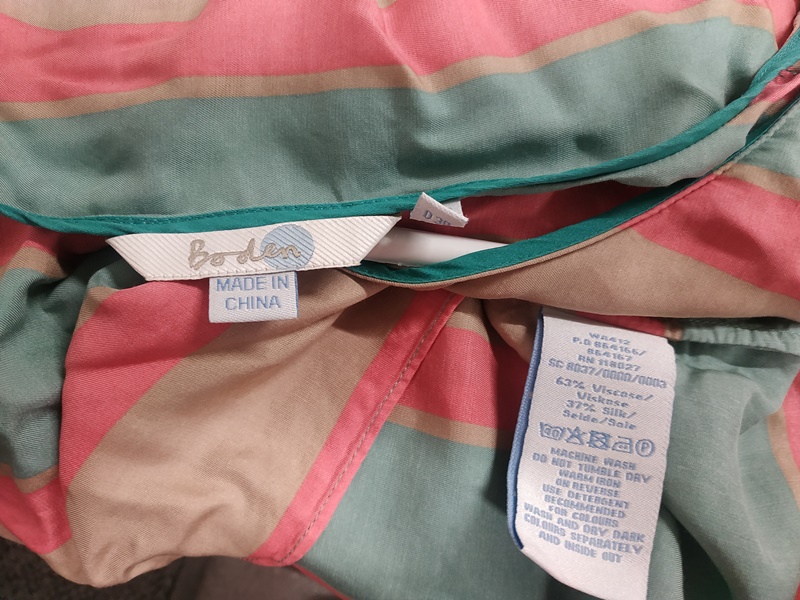 Boden
MADE IN
CHINA
WA412
P.O 864166/
864167
RN 118027
SC 8037/0000/0003
63% Viscose/
Viskose
37% Silk/
Seide/Soie
MACHINE WASH
DO NOT TUMBLE DRY
WARM IRON
ON REVERSE
USE DETERGENT
RECOMMENDED
FOR COLOURS
WASH AND DRY DARK
COLOURS SEPARATELY
AND INSIDE OUT